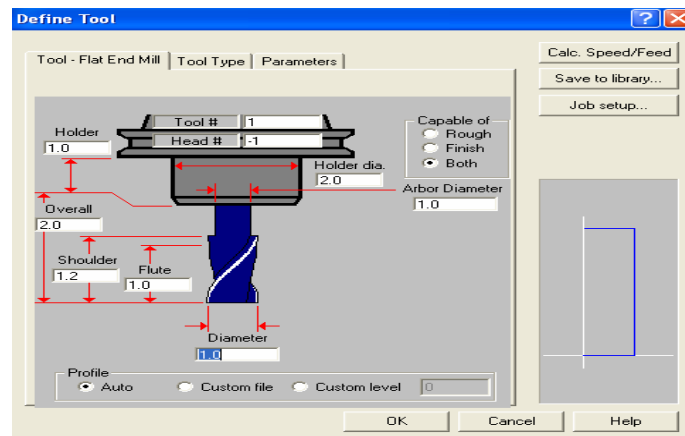 Define Tool
Tool - Flat End Mill Tool Type Parameters
Calc. Speed/Feed
Save to library...
Job setup...
Tool # 1
Head # -1
Capable of
Rough
Finish
Both
Holder
1.0
Holder dia.
2.0
Arbor Diameter
1.0
Overall
2.0
Shoulder
1.2
Flute
1.0
Diameter
1.0
Profile
Auto Custom file Custom level 0
OK Cancel Help